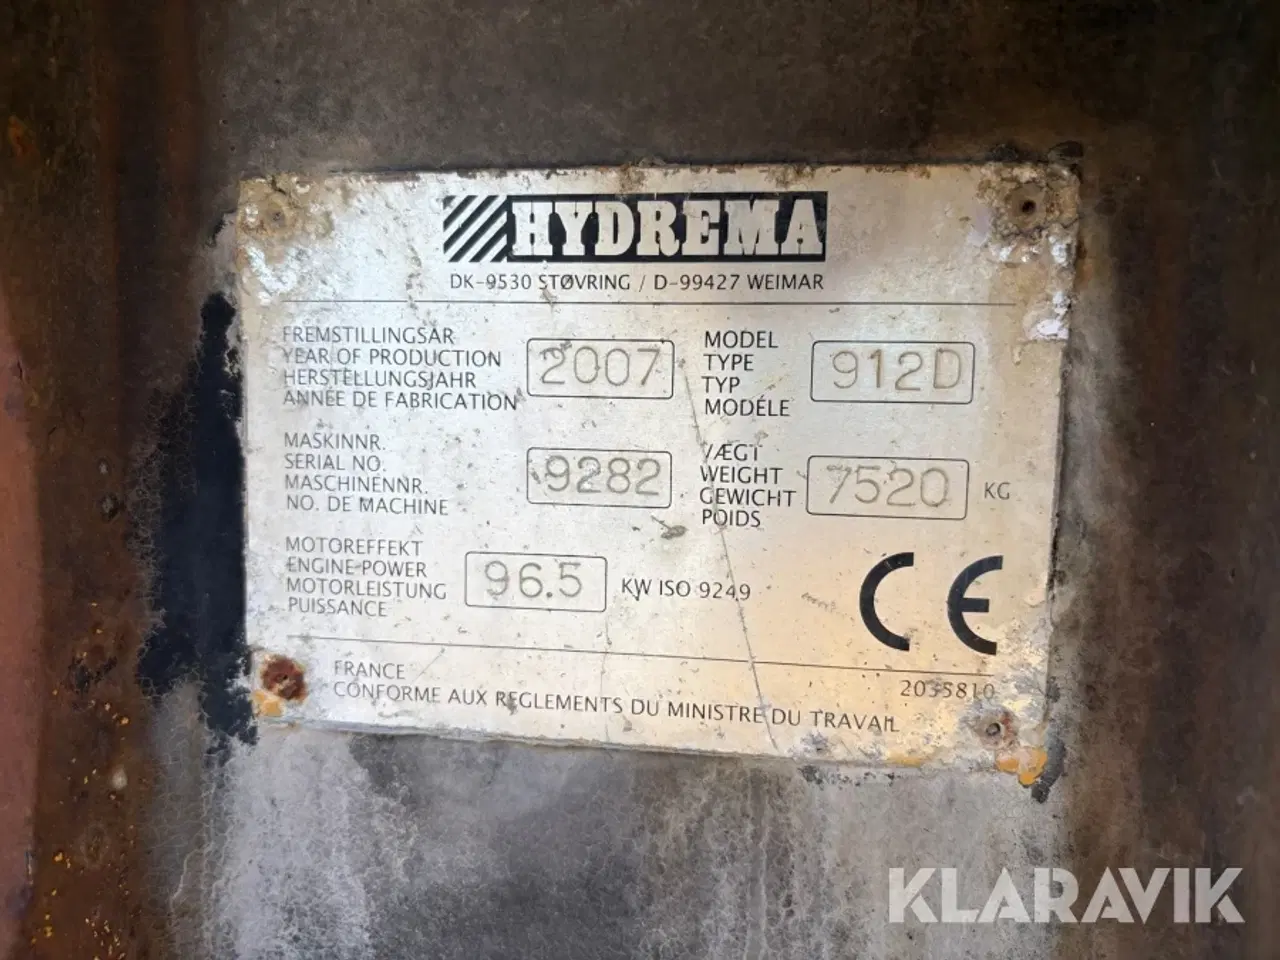 HYDREMA
DK-9530 STØVRING / D-99427 WEIMAR
FREMSTILLINGSÅR
YEAR OF PRODUCTION
HERSTELLUNGSJAHR
ANNÉE DE FABRICATION
2007
MODEL
TYPE
TYP
MODÉLE
912D
MASKINNR.
SERIAL NO.
MASCHINENNR.
NO. DE MACHINE
9282
VÆGT
WEIGHT
GEWICHT
POIDS
7520 KG
MOTOREFFEKT
ENGINE-POWER
MOTORLEISTUNG
PUISSANCE
96.5 KW ISO 9249
CE
FRANCE
CONFORME AUX REGLEMENTS DU MINISTRE DU TRAVAIL
2035810
KLARAVIK